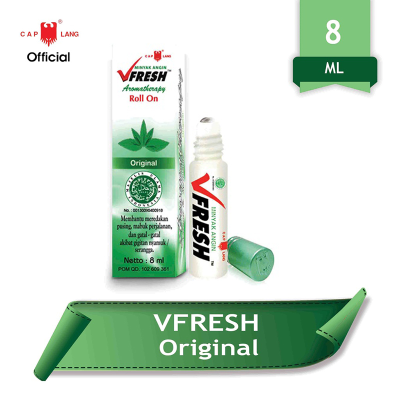 CAP LANG
Official
8
ML
CAP LANG
MINYAK ANGIN
VFRESH
Aromatherapy
Roll On
Original
Membantu meredakan
pusing, mabuk perjalanan,
dan gatal-gatal
akibat gigitan nyamuk /
serangga.
Netto : 8 ml
VFRESH
MINYAK ANGIN
VFRESH
Original